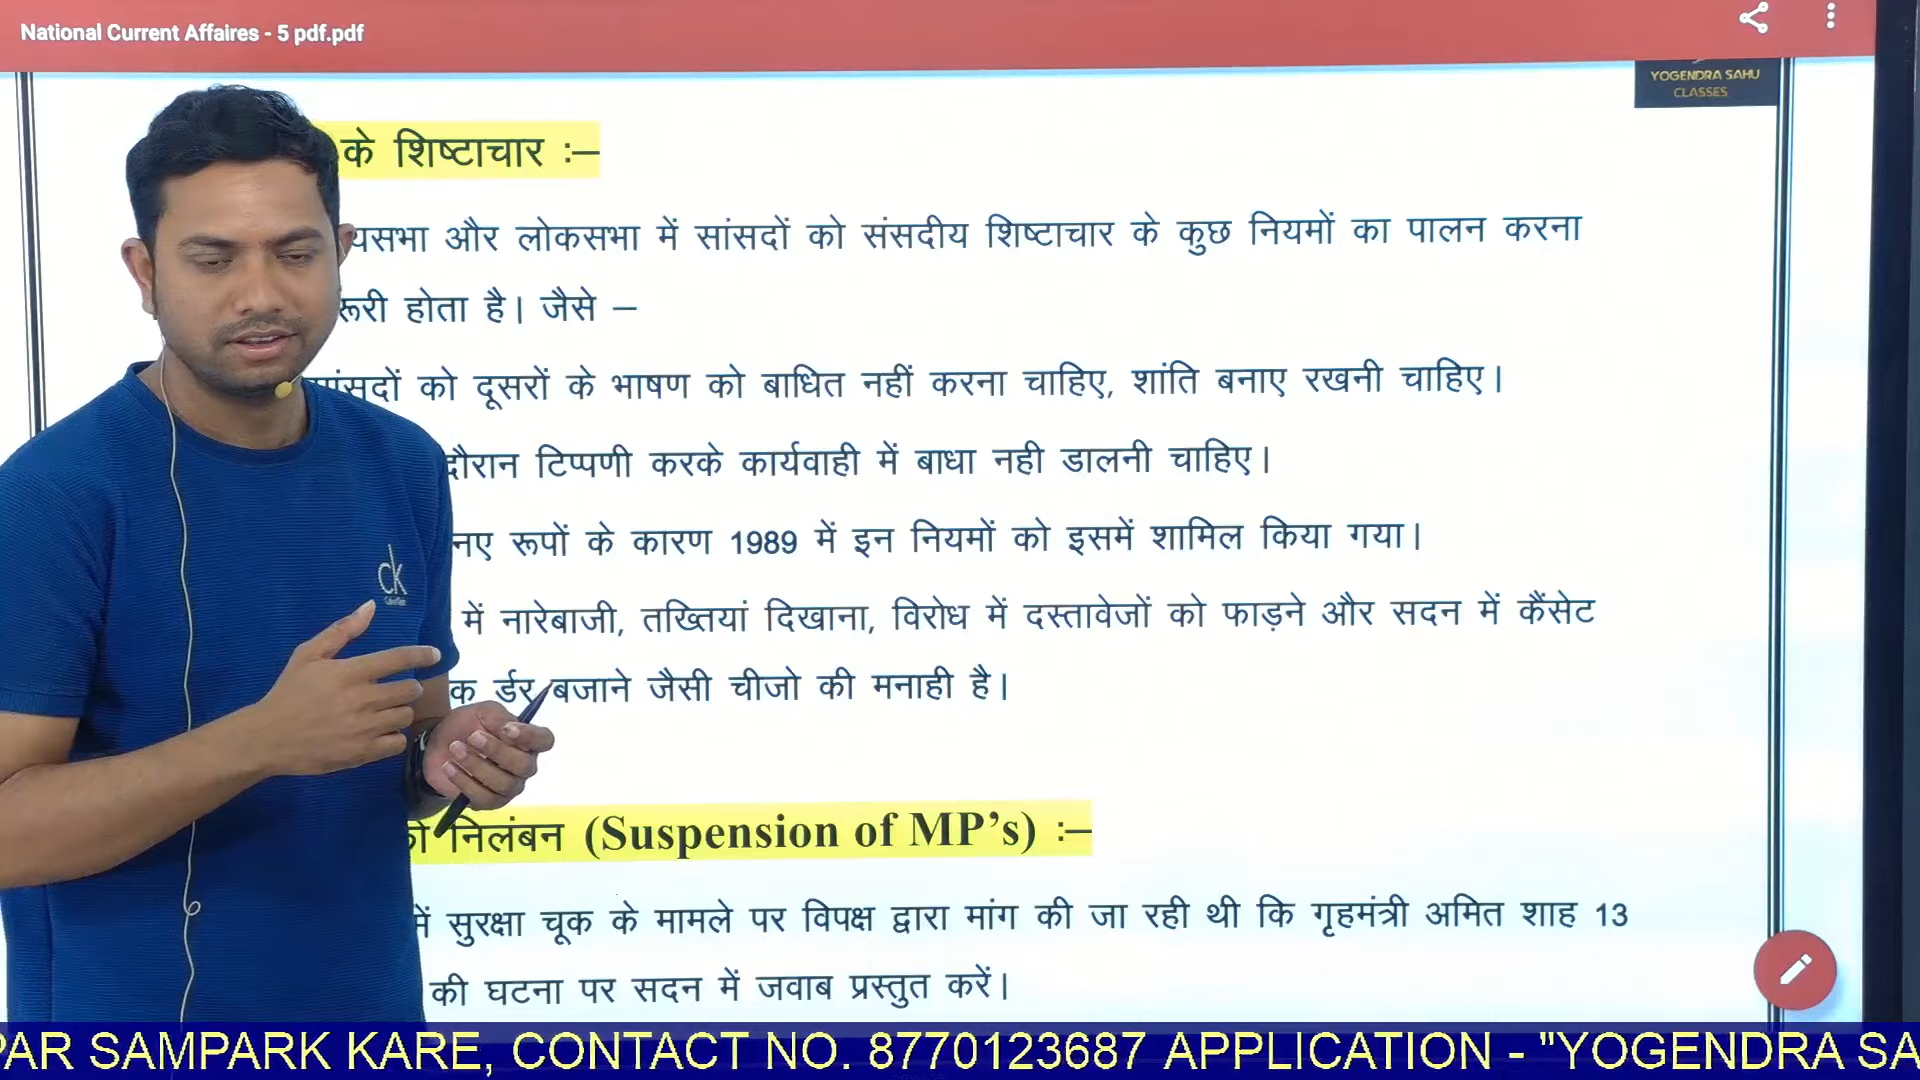 National Current Affaires - 5 pdf.pdf
YOGENDRA SAHU
CLASSES
के शिष्टाचार :–
और लोकसभा में सांसदों को संसदीय शिष्टाचार के कुछ नियमों का पालन करना
होता है। जैसे –
को दूसरों के भाषण को बाधित नहीं करना चाहिए, शांति बनाए रखनी चाहिए।
दौरान टिप्पणी करके कार्यवाही में बाधा नही डालनी चाहिए।
नए रूपों के कारण 1989 में इन नियमों को इसमें शामिल किया गया।
में नारेबाजी, तख्तियां दिखाना, विरोध में दस्तावेजों को फाड़ने और सदन में कैंसेट
र्डर बजाने जैसी चीजो की मनाही है।
निलंबन (Suspension of MP's) :–
में सुरक्षा चूक के मामले पर विपक्ष द्वारा मांग की जा रही थी कि गृहमंत्री अमित शाह 13
की घटना पर सदन में जवाब प्रस्तुत करें।
PAR SAMPARK KARE, CONTACT NO. 8770123687 APPLICATION - "YOGENDRA SA